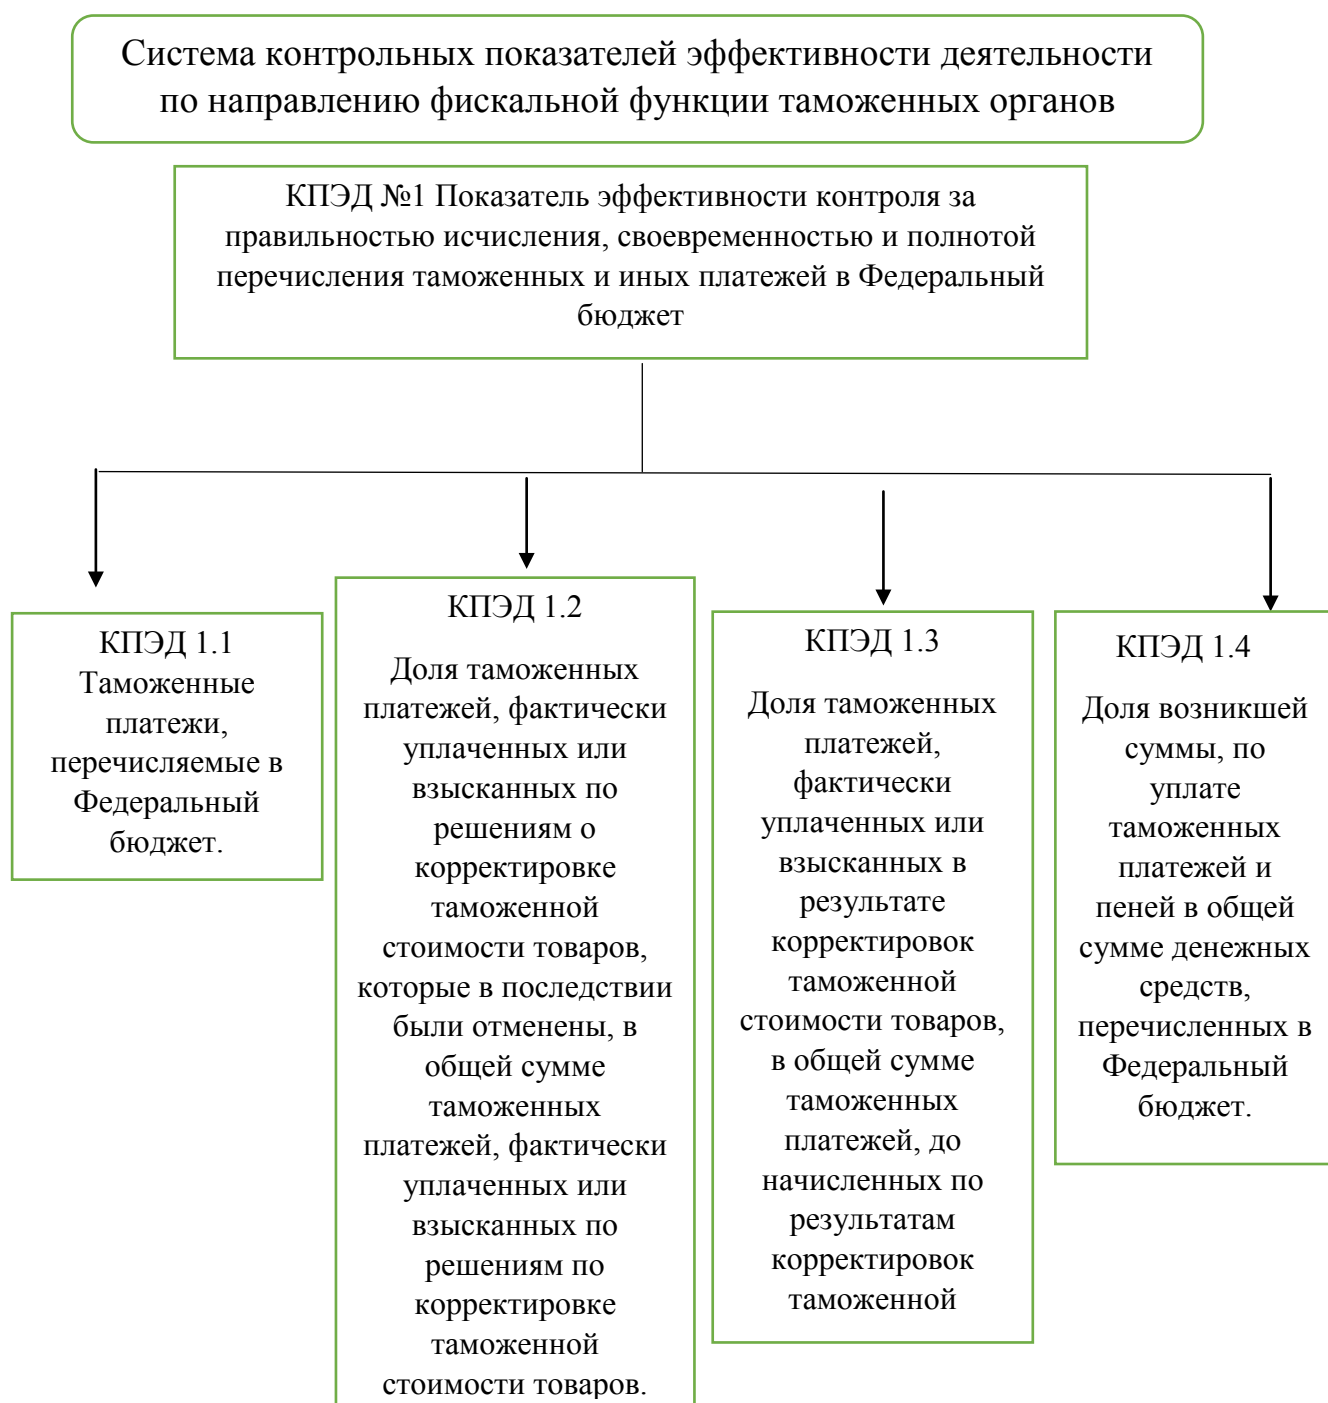 Система контрольных показателей эффективности деятельности
по направлению фискальной функции таможенных органов
КПЭД №1 Показатель эффективности контроля за
правильностью исчисления, своевременностью и полнотой
перечисления таможенных и иных платежей в Федеральный
бюджет
КПЭД 1.1
Таможенные
платежи,
перечисляемые в
Федеральный
бюджет.
КПЭД 1.2
Доля таможенных
платежей, фактически
уплаченных или
взысканных по
решениям о
корректировке
таможенной
стоимости товаров,
которые в последствии
были отменены, в
общей сумме
таможенных
платежей, фактически
уплаченных или
взысканных по
решениям по
корректировке
таможенной
стоимости товаров.
КПЭД 1.3
Доля таможенных
платежей,
фактически
уплаченных или
взысканных в
результате
корректировок
таможенной
стоимости товаров,
в общей сумме
таможенных
платежей, до
начисленных по
результатам
корректировок
таможенной
КПЭД 1.4
Доля возникшей
суммы, по
уплате
таможенных
платежей и
пеней в общей
сумме денежных
средств,
перечисленных в
Федеральный
бюджет.